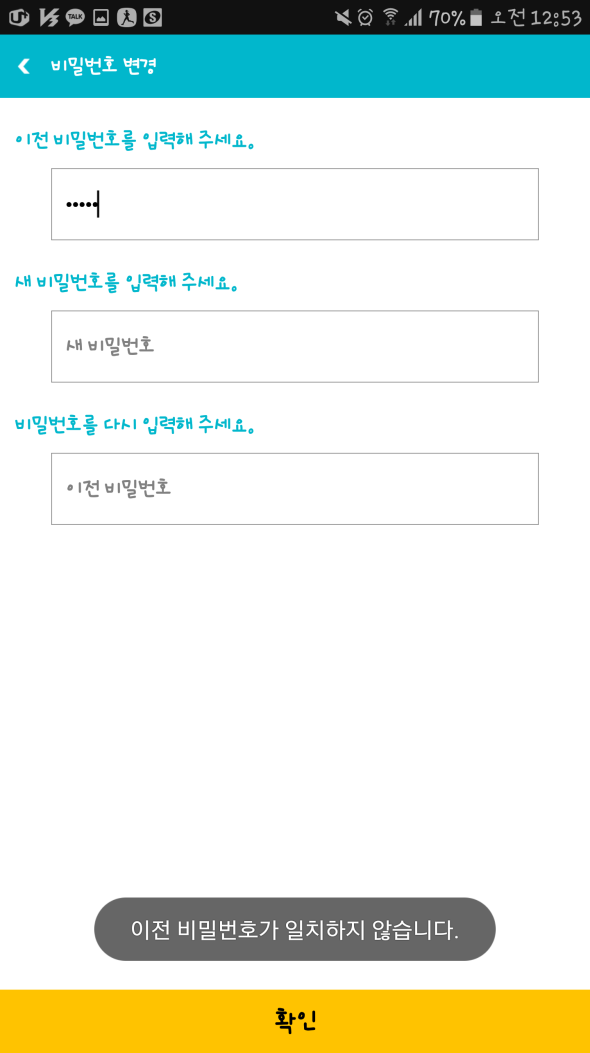 TALK
S
70% 오전 12:53
비밀번호 변경
이전 비밀번호를 입력해 주세요.
•••••
새 비밀번호를 입력해 주세요.
새 비밀번호
비밀번호를 다시 입력해 주세요.
이전 비밀번호
이전 비밀번호가 일치하지 않습니다.
확인